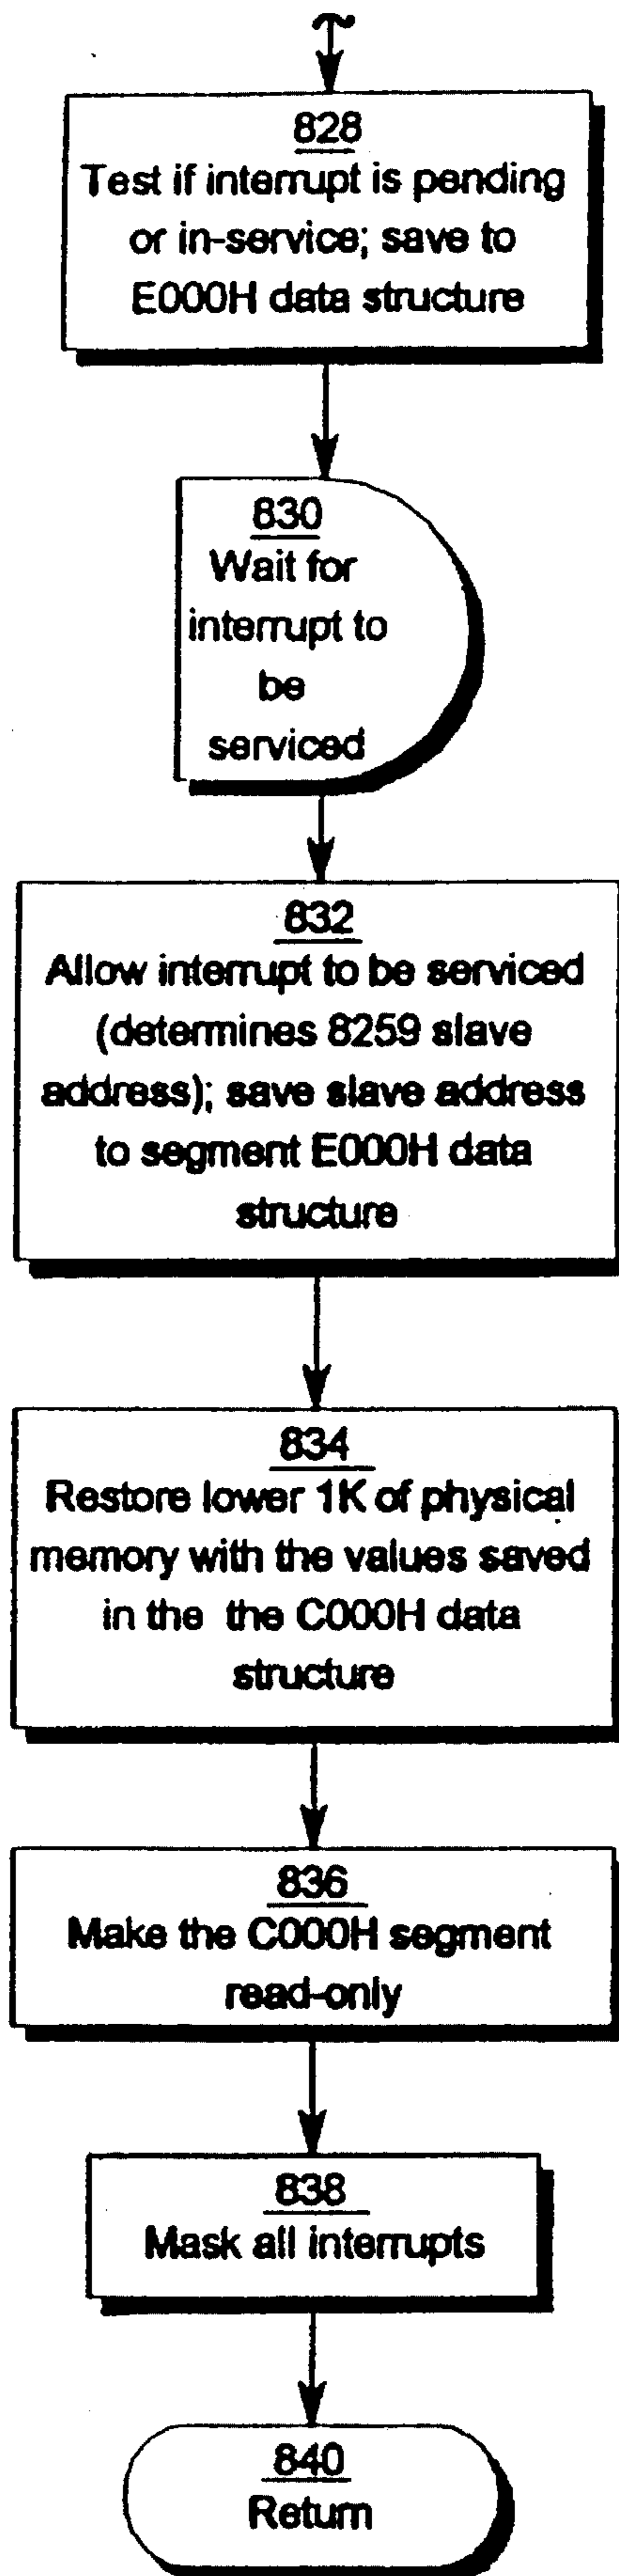 828
Test if interrupt is pending
or in-service; save to
E000H data structure
830
Wait for
interrupt to
be
serviced
832
Allow interrupt to be serviced
(determines 8259 slave
address); save slave address
to segment E000H data
structure
834
Restore lower 1K of physical
memory with the values saved
in the the C000H data
structure
836
Make the C000H segment
read-only
838
Mask all interrupts
840
Return